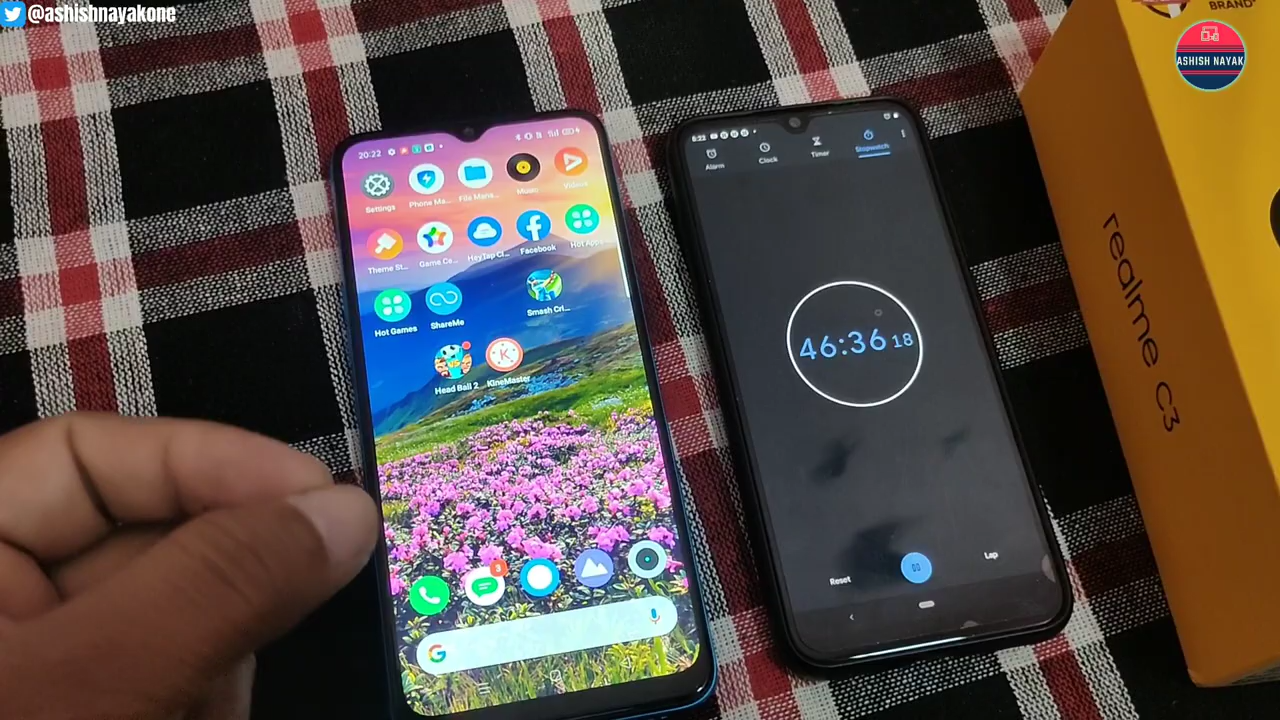 @ashishnayakone
BRAND
ASHISH NAYAK
20:22
Settings
Phone Ma...
File Mana...
Music
Videos
Theme St...
Game Ce...
HeyTap Cl...
Facebook
Hot Apps
Hot Games
ShareMe
Smash Cri...
Head Ball 2
KineMaster
3
G
8:22
Alarm
Clock
Timer
Stopwatch
46:36 18
Reset
Lap
realme C3